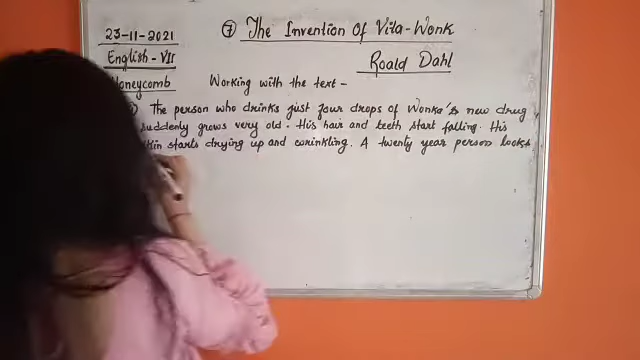 23-11-2021
⑦ The Invention Of Vita-Wonk
English - VII
Roald Dahl
Honeycomb
Working with the text -
The person who drinks just four drops of Wonka's new drug
suddenly grows very old. His hair and teeth start falling. His
skin starts drying up and wrinkling. A twenty year person looks